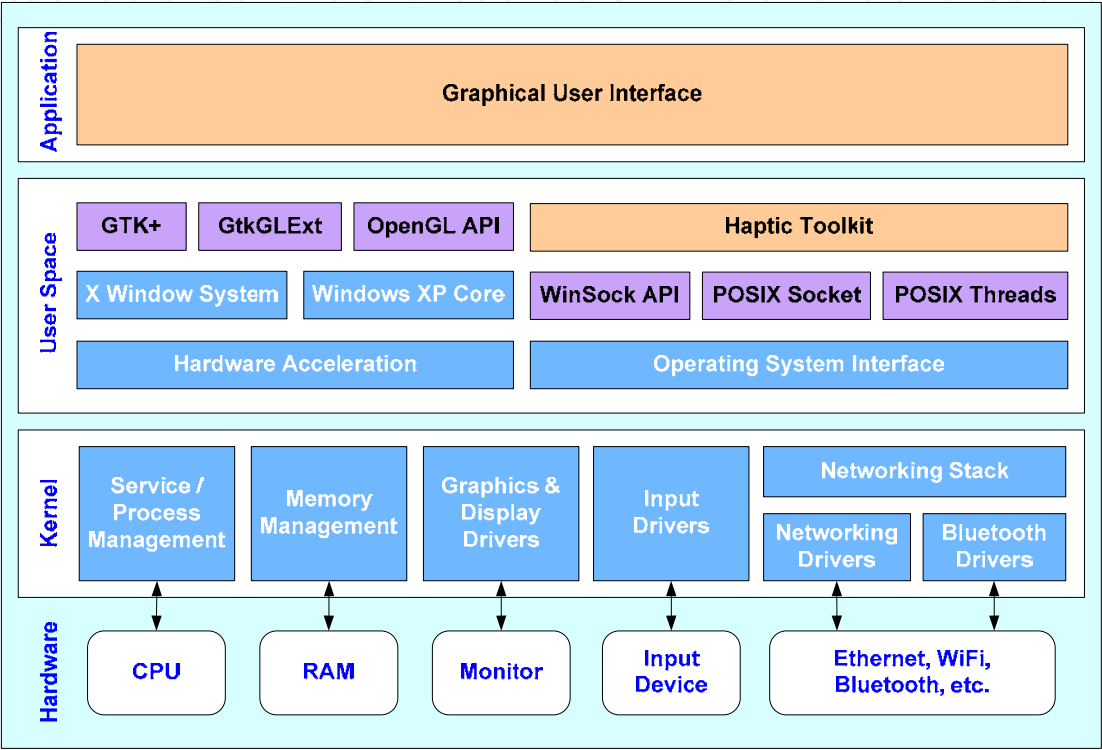 Application
Graphical User Interface
User Space
GTK+
GtkGLExt
OpenGL API
Haptic Toolkit
X Window System
Windows XP Core
WinSock API
POSIX Socket
POSIX Threads
Hardware Acceleration
Operating System Interface
Kernel
Service /
Process
Management
Memory
Management
Graphics &
Display
Drivers
Input
Drivers
Networking Stack
Networking
Drivers
Bluetooth
Drivers
Hardware
CPU
RAM
Monitor
Input
Device
Ethernet, WiFi,
Bluetooth, etc.